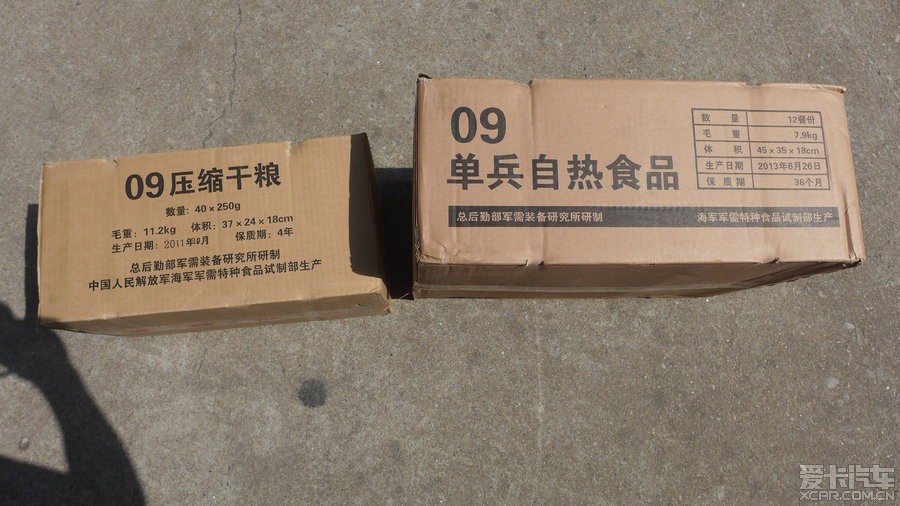 09压缩干粮
数量: 40×250g
毛重: 11.2kg 体积: 37×24×18cm
生产日期: 2011年 月 保质期: 4年
总后勤部军需装备研究所研制
中国人民解放军海军军需特种食品试制部生产
09
单兵自热食品
数量 12餐份
毛重 7.9kg
体积 45×35×18cm
生产日期 2013年6月26日
保质期 36个月
总后勤部军需装备研究所研制 海军军需特种食品试制部生产
爱卡汽车
XCAR.COM.CN